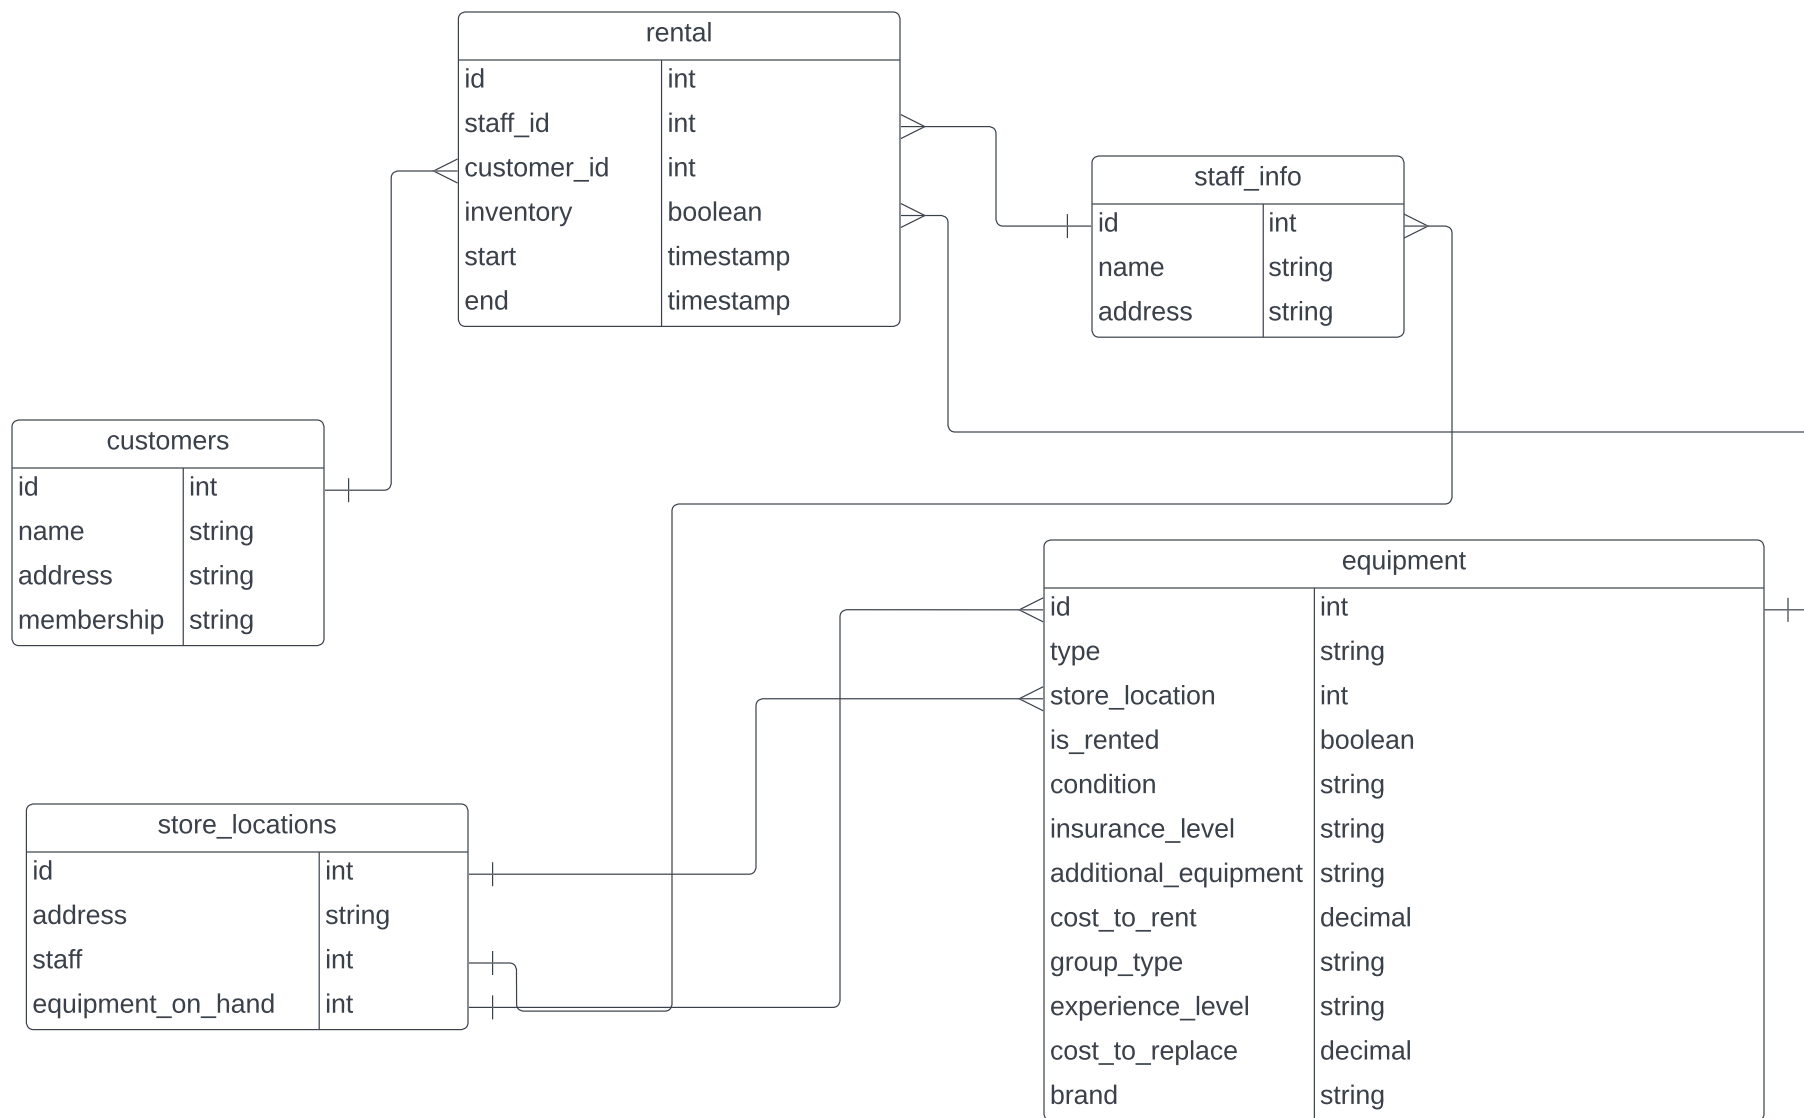 rental
id int
staff_id int
customer_id int
inventory boolean
start timestamp
end timestamp
staff_info
id int
name string
address string
customers
id int
name string
address string
membership string
equipment
id int
type string
store_location int
is_rented boolean
condition string
insurance_level string
additional_equipment string
cost_to_rent decimal
group_type string
experience_level string
cost_to_replace decimal
brand string
store_locations
id int
address string
staff int
equipment_on_hand int